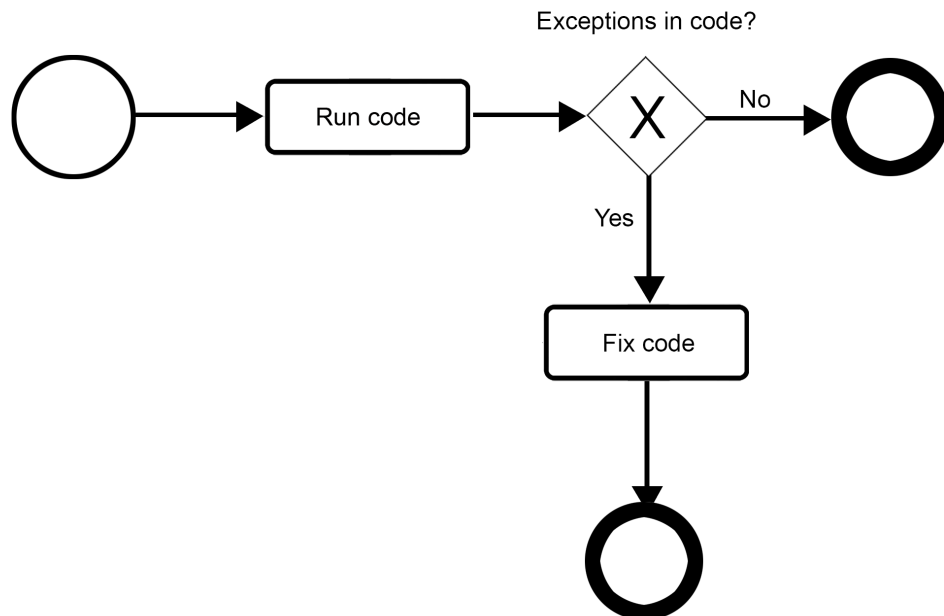 Exceptions in code?
Run code
X
No
Yes
Fix code